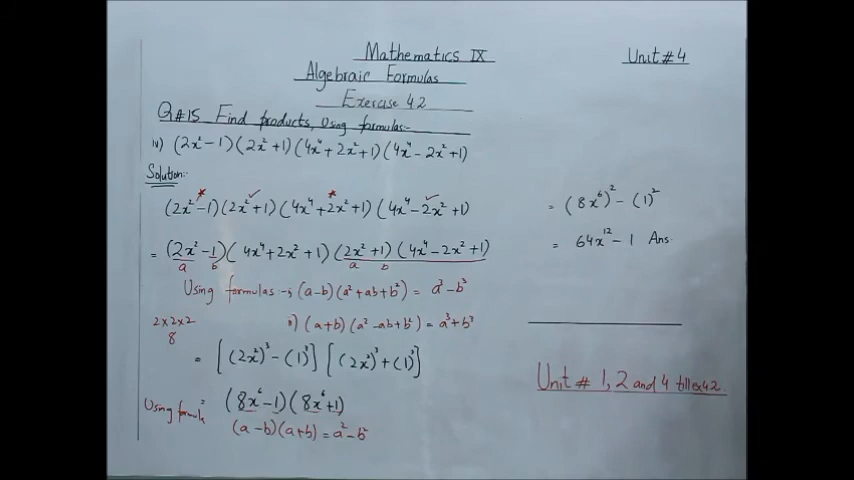 Mathematics IX
Unit # 4
Algebraic Formulas
Exercise 4.2
Q#15 Find products, Using formulas:-
iv) (2x²-1)(2x²+1)(4x⁴+2x²+1)(4x⁴-2x²+1)
Solution:-
(2x²-1)(2x²+1)(4x⁴+2x²+1)(4x⁴-2x²+1)
= (2x²-1)(4x⁴+2x²+1)(2x²+1)(4x⁴-2x²+1)
a b a b
Using formulas -i (a-b)(a²+ab+b²) = a³-b³
ii) (a+b)(a²-ab+b²) = a³+b³
2×2×2
8
= [(2x²)³-(1)³][(2x²)³+(1)³]
= (8x⁶-1)(8x⁶+1)
Using formula
(a-b)(a+b) = a²-b²
= (8x⁶)²-(1)²
= 64x¹²-1 Ans.
Unit # 1, 2 and 4 till ex 4.2